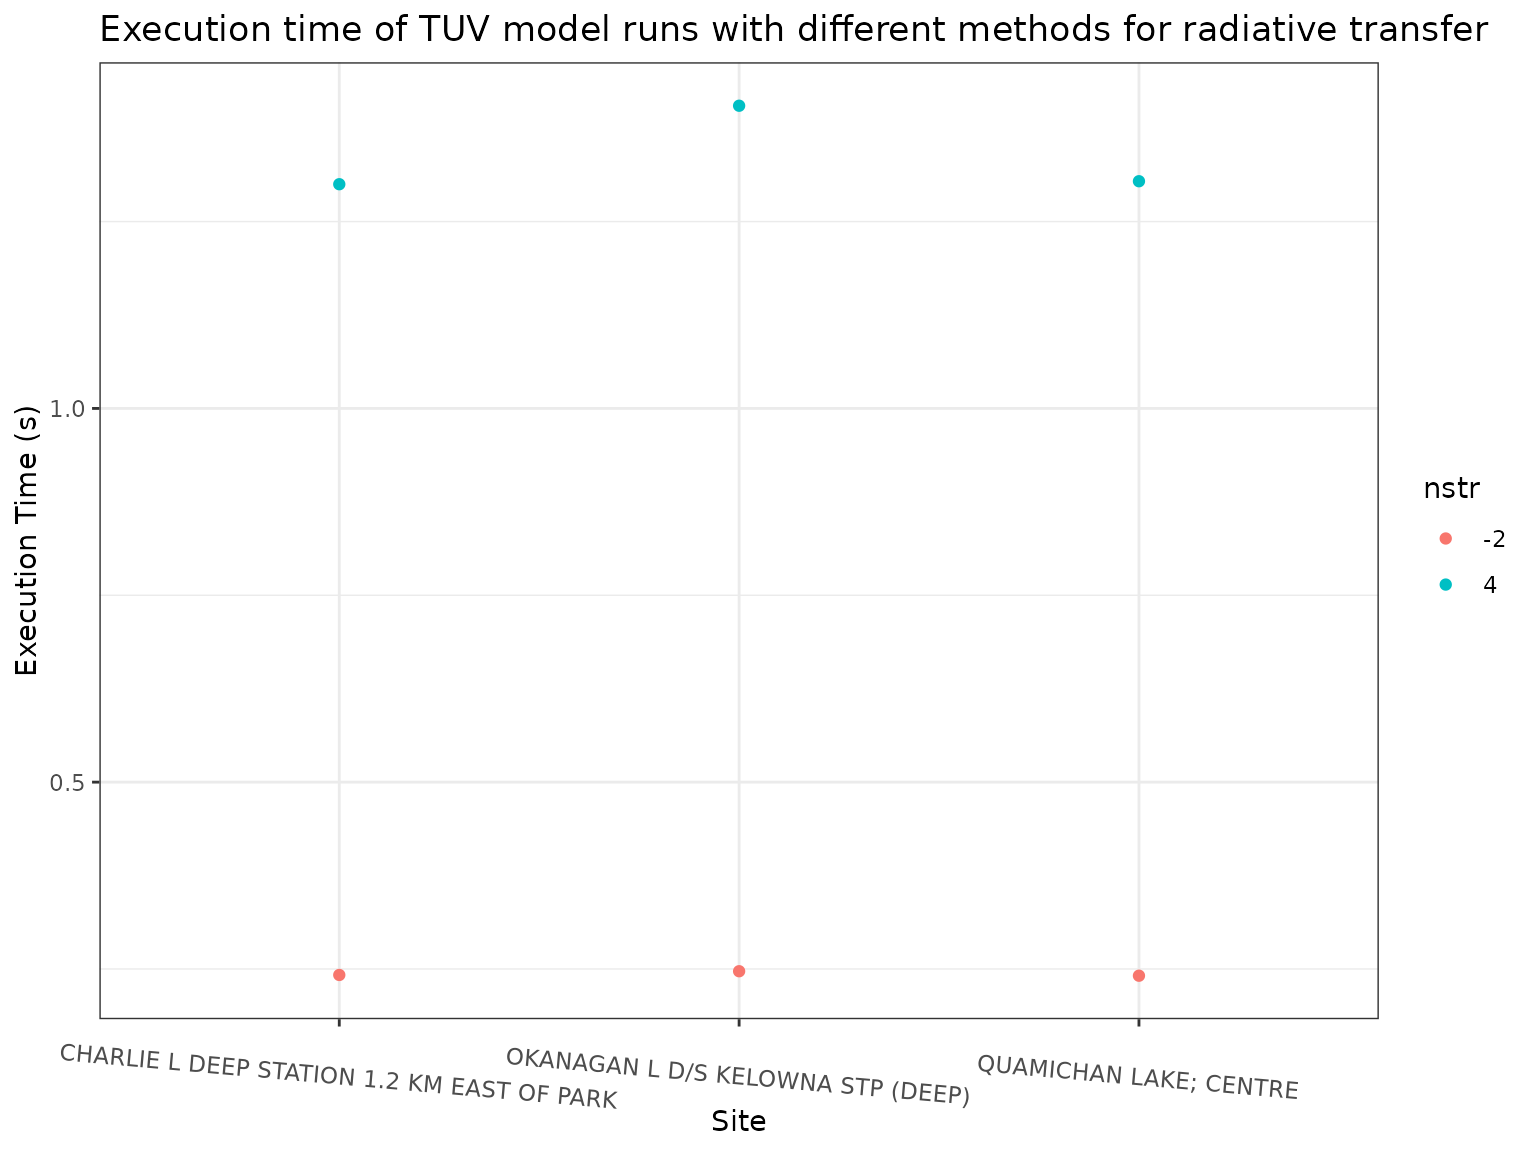 Execution time of TUV model runs with different methods for radiative transfer
Execution Time (s)
1.0
0.5
CHARLIE L DEEP STATION 1.2 KM EAST OF PARK
OKANAGAN L D/S KELOWNA STP (DEEP)
QUAMICHAN LAKE; CENTRE
Site
nstr
-2
4